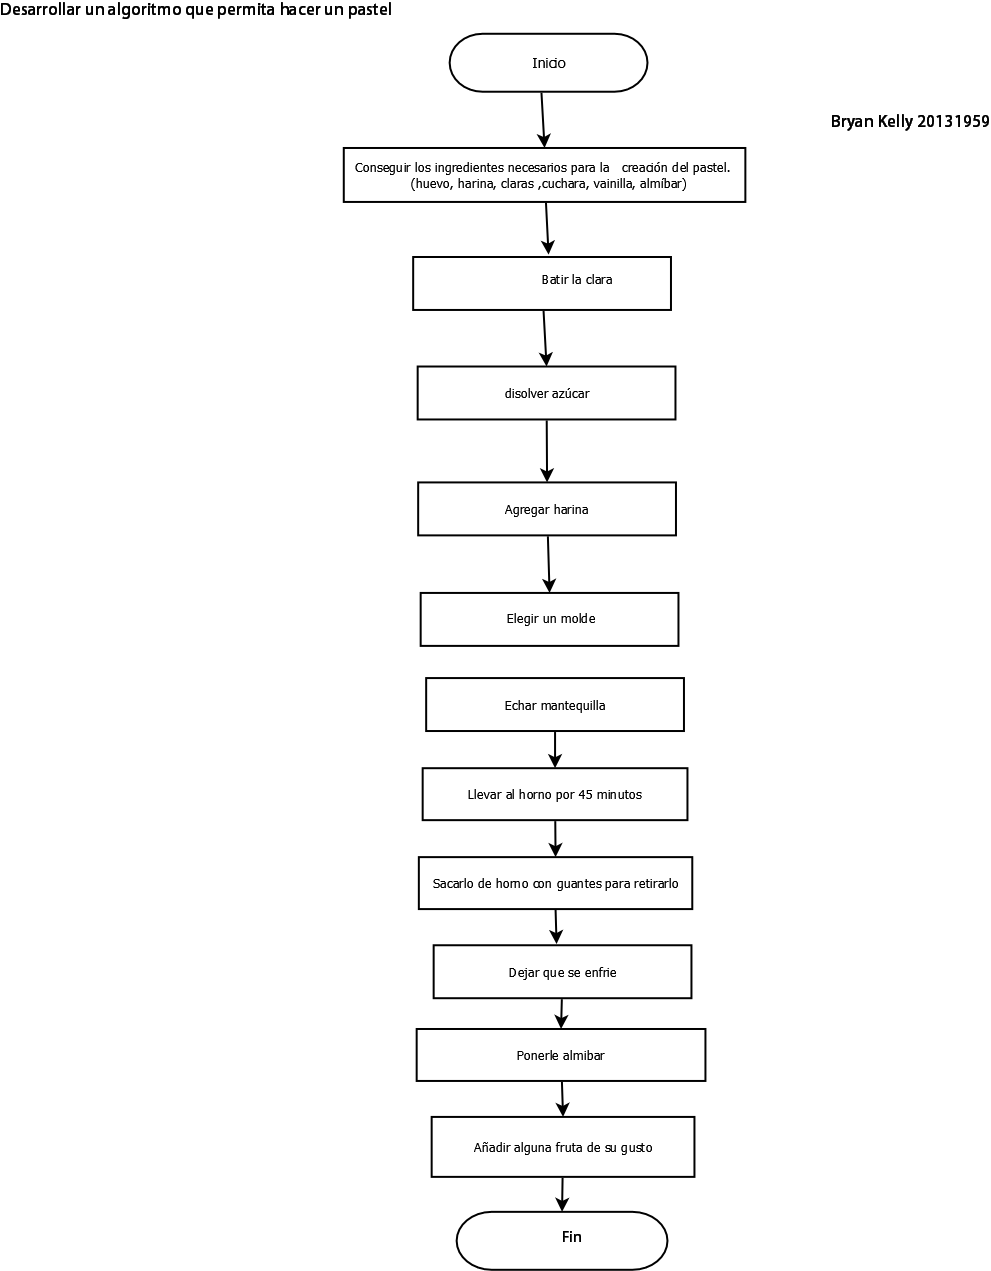 Desarrollar un algoritmo que permita hacer un pastel
Inicio
Bryan Kelly 20131959
Conseguir los ingredientes necesarios para la creación del pastel.
(huevo, harina, claras ,cuchara, vainilla, almíbar)
Batir la clara
disolver azúcar
Agregar harina
Elegir un molde
Echar mantequilla
Llevar al horno por 45 minutos
Sacarlo de horno con guantes para retirarlo
Dejar que se enfrie
Ponerle almibar
Añadir alguna fruta de su gusto
Fin